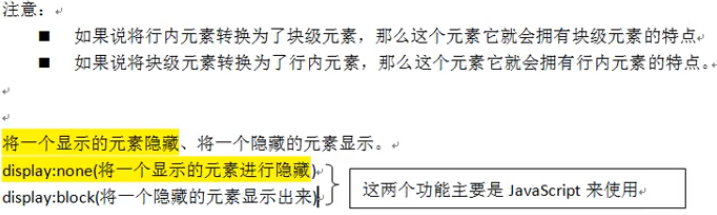 注意：
■ 如果说将行内元素转换为了块级元素，那么这个元素它就会拥有块级元素的特点
■ 如果说将块级元素转换为了行内元素，那么这个元素它就会拥有行内元素的特点。
将一个显示的元素隐藏、将一个隐藏的元素显示。
display:none(将一个显示的元素进行隐藏)
display:block(将一个隐藏的元素显示出来)
这两个功能主要是 JavaScript 来使用